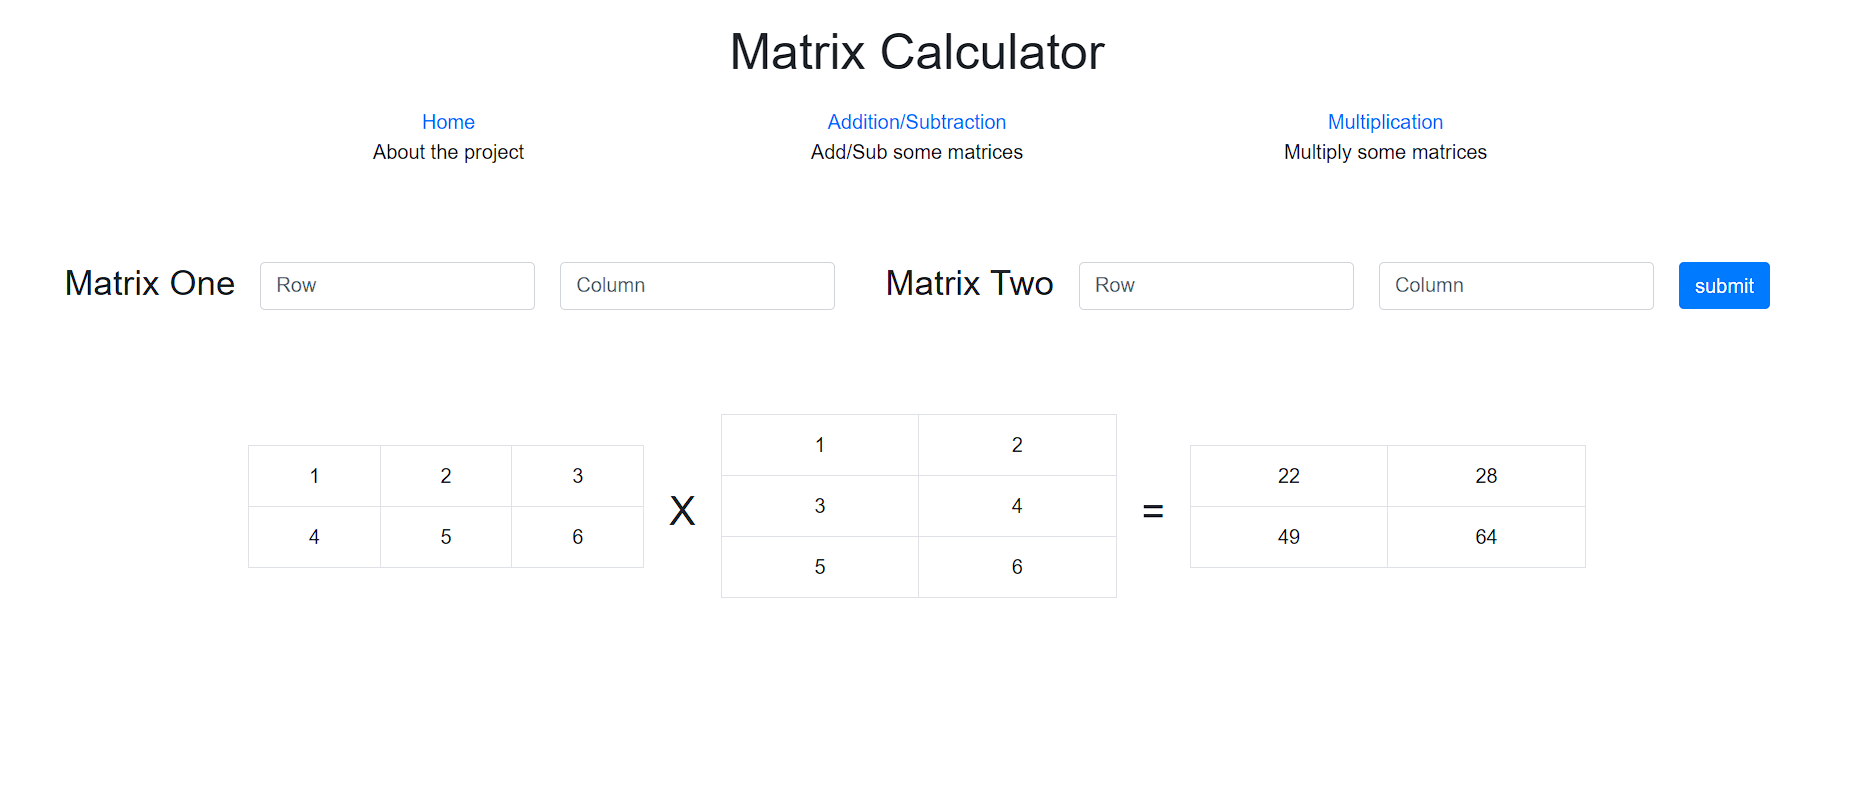 Matrix Calculator
Home Addition/Subtraction Multiplication
About the project Add/Sub some matrices Multiply some matrices
Matrix One Row Column Matrix Two Row Column submit
1 2
1 2 3 22 28
3 4
X =
4 5 6 49 64
5 6